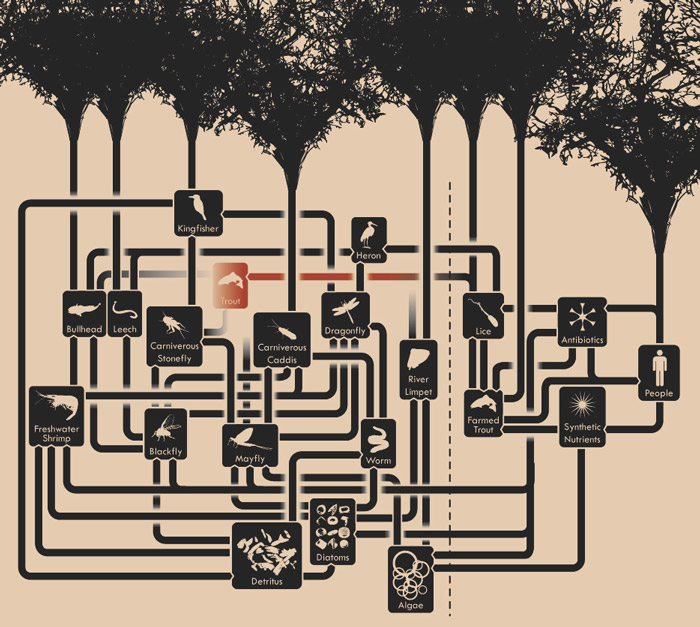 Kingfisher
Heron
Trout
Bullhead
Leech
Carniverous
Stonefly
Carniverous
Caddis
Dragonfly
Lice
Antibiotics
River
Limpet
People
Freshwater
Shrimp
Blackfly
Mayfly
Worm
Farmed
Trout
Synthetic
Nutrients
Detritus
Diatoms
Algae